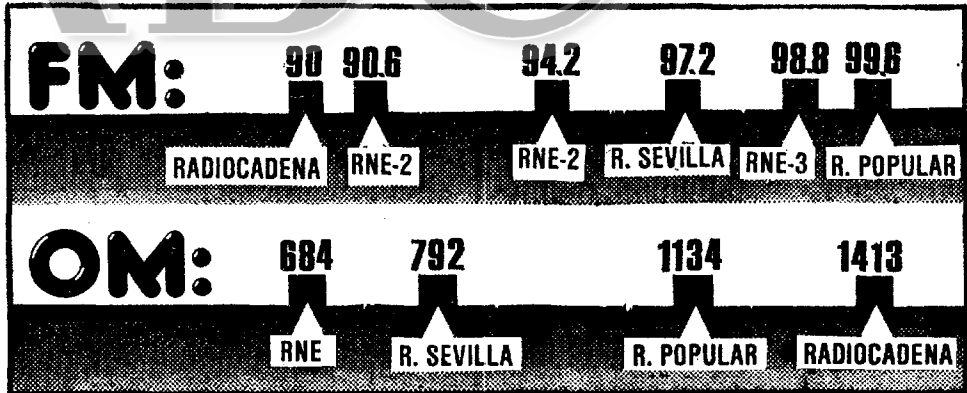 FM: 90 90.6 94.2 97.2 98.8 99.6
RADIOCADENA RNE-2 RNE-2 R. SEVILLA RNE-3 R. POPULAR
OM: 684 792 1134 1413
RNE R. SEVILLA R. POPULAR RADIOCADENA